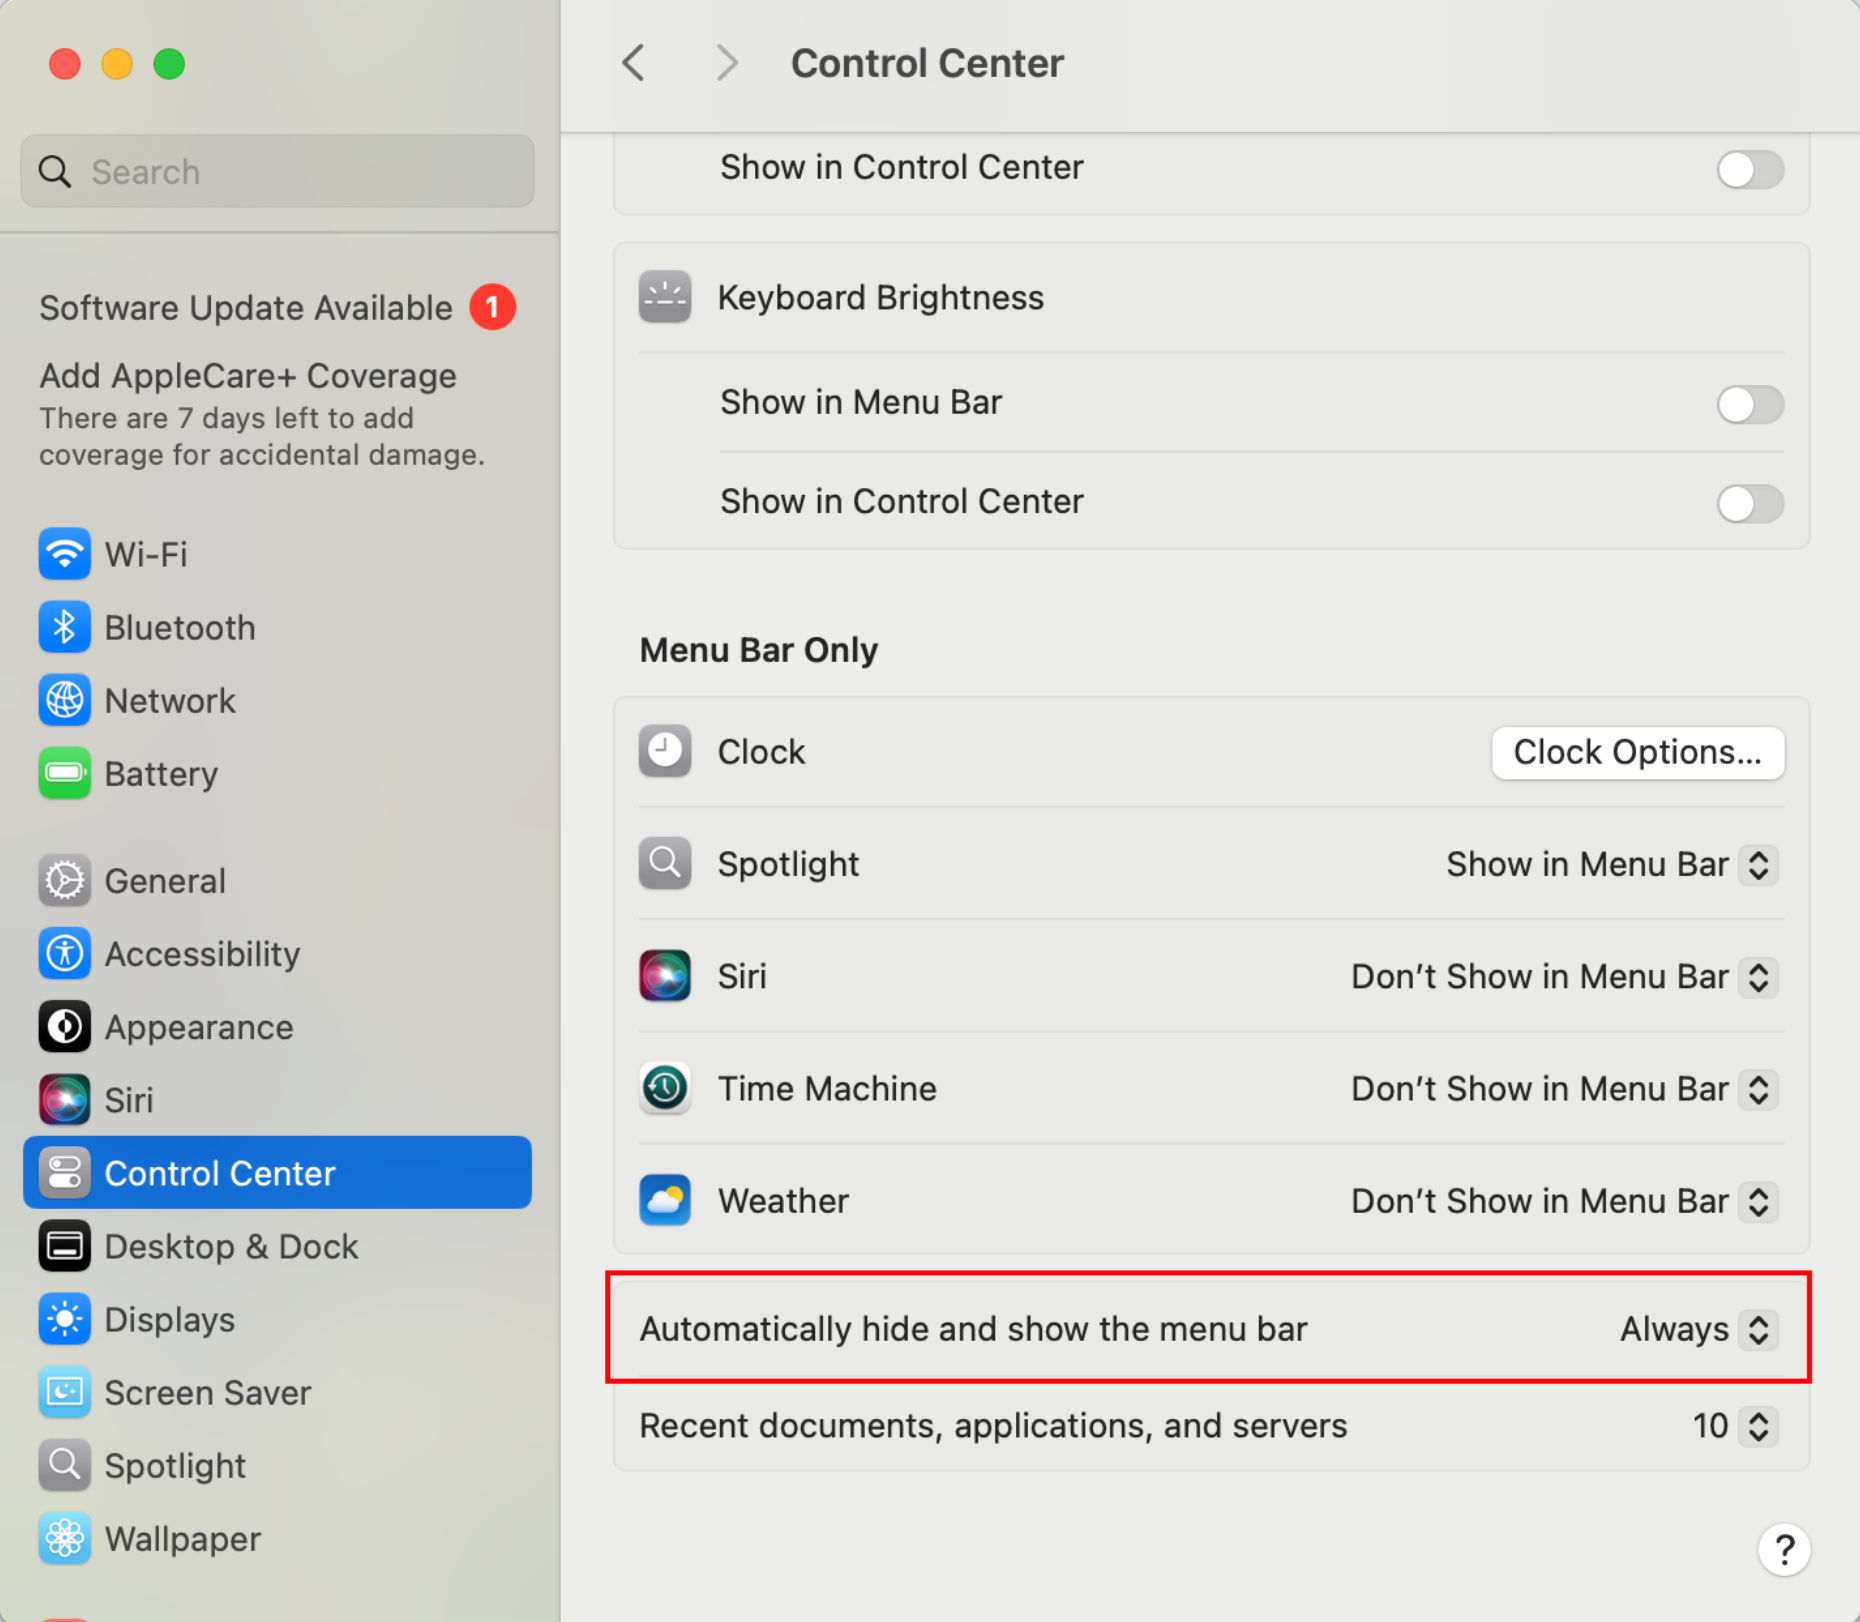 Search
Software Update Available 1
Add AppleCare+ Coverage
There are 7 days left to add
coverage for accidental damage.
Wi-Fi
Bluetooth
Network
Battery
General
Accessibility
Appearance
Siri
Control Center
Desktop & Dock
Displays
Screen Saver
Spotlight
Wallpaper
Control Center
Show in Control Center
Keyboard Brightness
Show in Menu Bar
Show in Control Center
Menu Bar Only
Clock Clock Options...
Spotlight Show in Menu Bar
Siri Don’t Show in Menu Bar
Time Machine Don’t Show in Menu Bar
Weather Don’t Show in Menu Bar
Automatically hide and show the menu bar Always
Recent documents, applications, and servers 10
?